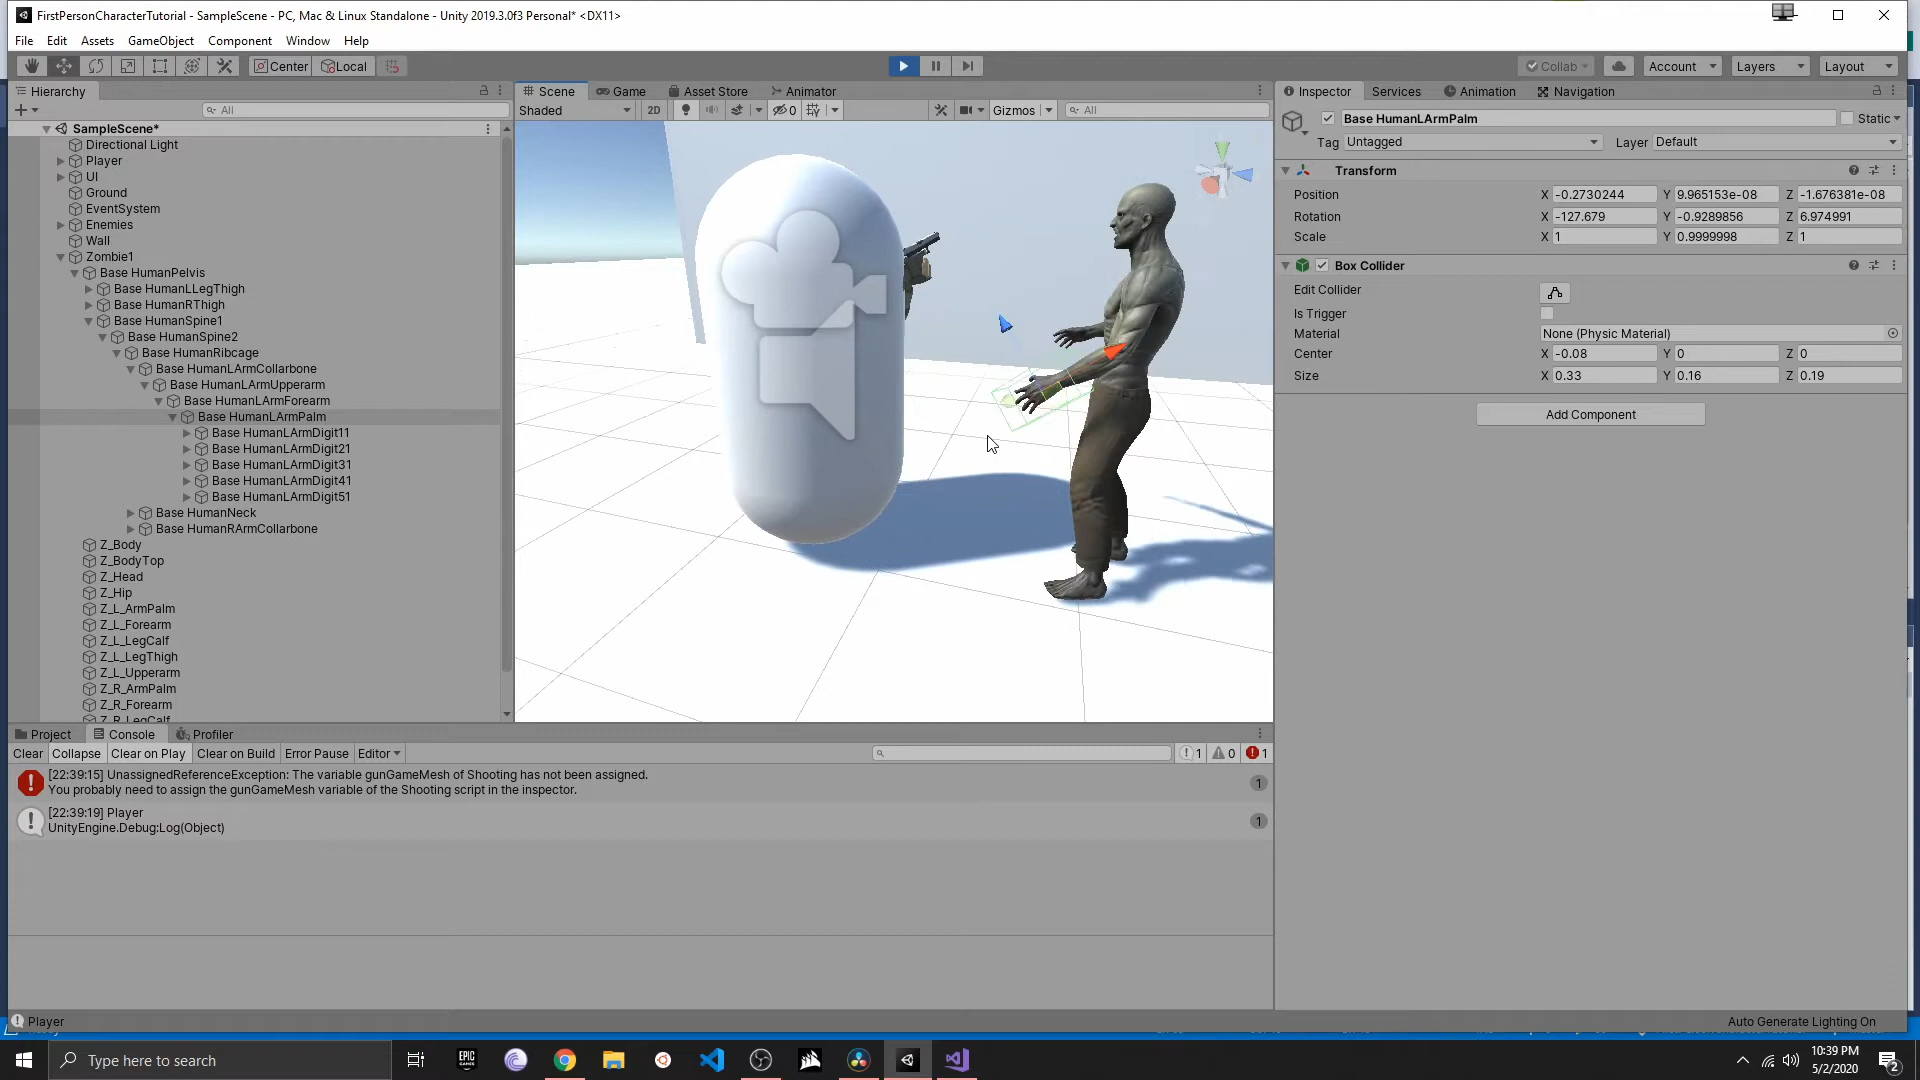 FirstPersonCharacterTutorial - SampleScene - PC, Mac & Linux Standalone - Unity 2019.3.0f3 Personal* <DX11>
File Edit Assets GameObject Component Window Help
Center Local Collab Account Layers Layout
Hierarchy
All
SampleScene*
Directional Light
Player
UI
Ground
EventSystem
Enemies
Wall
Zombie1
Base HumanPelvis
Base HumanLLegThigh
Base HumanRThigh
Base HumanSpine1
Base HumanSpine2
Base HumanRibcage
Base HumanLArmCollarbone
Base HumanLArmUpperarm
Base HumanLArmForearm
Base HumanLArmPalm
Base HumanLArmDigit11
Base HumanLArmDigit21
Base HumanLArmDigit31
Base HumanLArmDigit41
Base HumanLArmDigit51
Base HumanNeck
Base HumanRArmCollarbone
Z_Body
Z_BodyTop
Z_Head
Z_Hip
Z_L_ArmPalm
Z_L_Forearm
Z_L_LegCalf
Z_L_LegThigh
Z_L_Upperarm
Z_R_ArmPalm
Z_R_Forearm
Z_R_LegCalf
Scene Game Asset Store Animator
Shaded 2D 0 Gizmos All
Inspector Services Animation Navigation
Base HumanLArmPalm Static
Tag Untagged Layer Default
Transform
Position X -0.2730244 Y 9.965153e-08 Z -1.676381e-08
Rotation X -127.679 Y -0.9289856 Z 6.974991
Scale X 1 Y 0.9999998 Z 1
Box Collider
Edit Collider
Is Trigger
Material None (Physic Material)
Center X -0.08 Y 0 Z 0
Size X 0.33 Y 0.16 Z 0.19
Add Component
Project Console Profiler
Clear Collapse Clear on Play Clear on Build Error Pause Editor 1 0 1
[22:39:15] UnassignedReferenceException: The variable gunGameMesh of Shooting has not been assigned.
You probably need to assign the gunGameMesh variable of the Shooting script in the inspector.
1
[22:39:19] Player
UnityEngine.Debug:Log(Object)
1
Player
Auto Generate Lighting On
Type here to search
EPIC GAMES
10:39 PM
5/2/2020
2